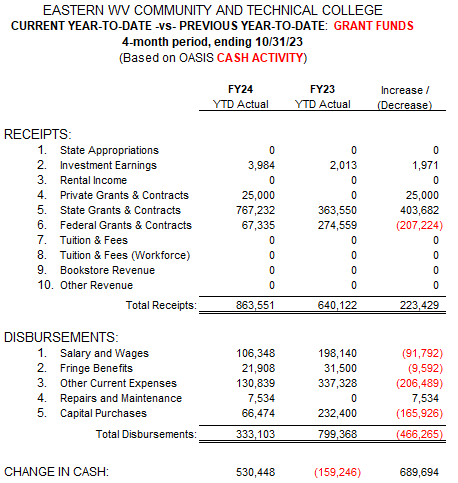 EASTERN WV COMMUNITY AND TECHNICAL COLLEGE
CURRENT YEAR-TO-DATE -vs- PREVIOUS YEAR-TO-DATE: GRANT FUNDS
4-month period, ending 10/31/23
(Based on OASIS CASH ACTIVITY)
FY24 FY23 Increase /
YTD Actual YTD Actual (Decrease)
RECEIPTS:
1. State Appropriations 0 0 0
2. Investment Earnings 3,984 2,013 1,971
3. Rental Income 0 0 0
4. Private Grants & Contracts 25,000 0 25,000
5. State Grants & Contracts 767,232 363,550 403,682
6. Federal Grants & Contracts 67,335 274,559 (207,224)
7. Tuition & Fees 0 0 0
8. Tuition & Fees (Workforce) 0 0 0
9. Bookstore Revenue 0 0 0
10. Other Revenue 0 0 0
Total Receipts: 863,551 640,122 223,429
DISBURSEMENTS:
1. Salary and Wages 106,348 198,140 (91,792)
2. Fringe Benefits 21,908 31,500 (9,592)
3. Other Current Expenses 130,839 337,328 (206,489)
4. Repairs and Maintenance 7,534 0 7,534
5. Capital Purchases 66,474 232,400 (165,926)
Total Disbursements: 333,103 799,368 (466,265)
CHANGE IN CASH: 530,448 (159,246) 689,694